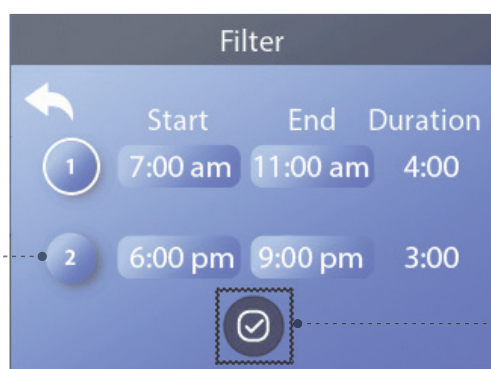 Filter
Start End Duration
1 7:00 am 11:00 am 4:00
2 6:00 pm 9:00 pm 3:00